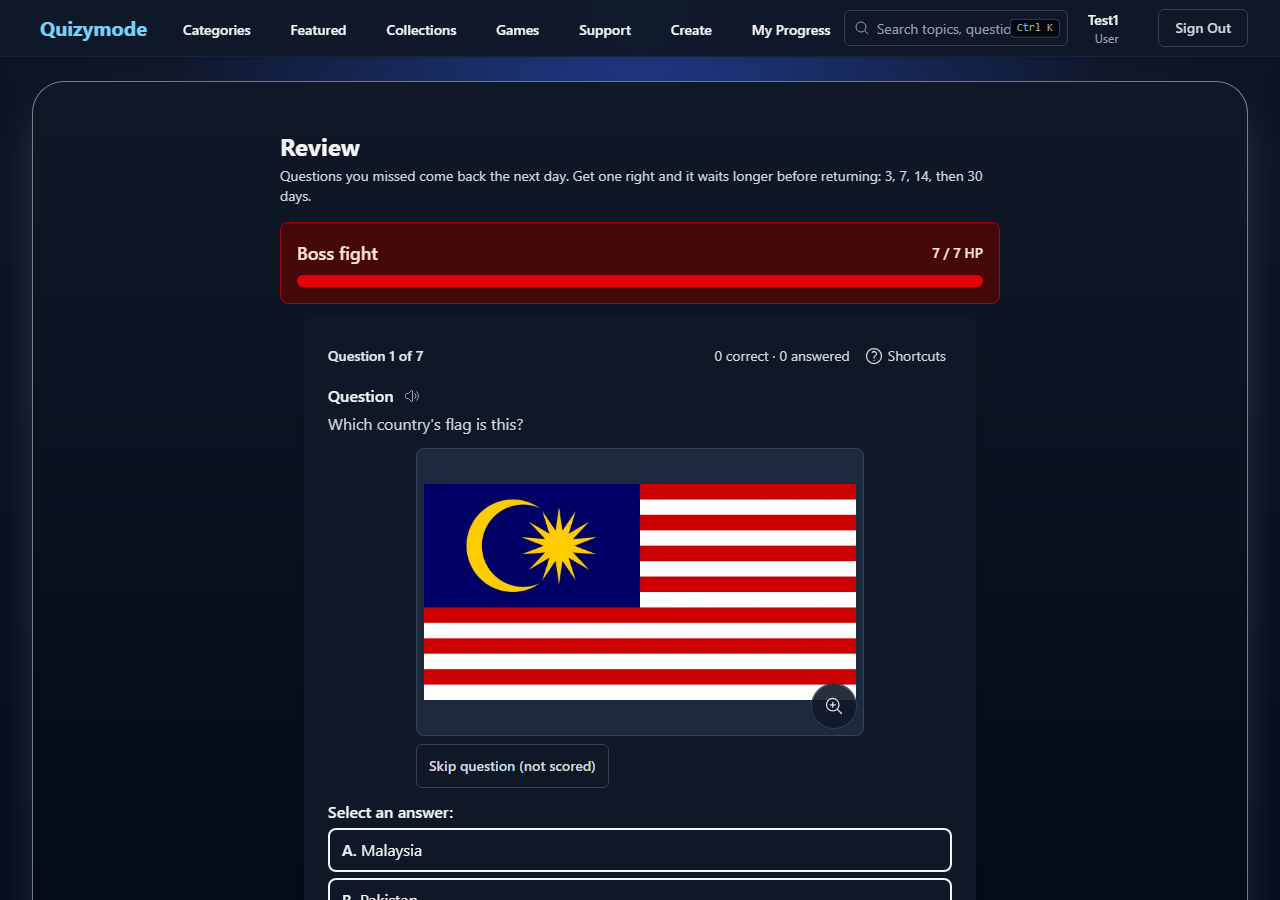 Quizymode
Categories
Featured
Collections
Games
Support
Create
My Progress
Search topics, questio
Ctrl K
Test1
User
Sign Out
Review
Questions you missed come back the next day. Get one right and it waits longer before returning: 3, 7, 14, then 30
days.
Boss fight
7 / 7 HP
Question 1 of 7
0 correct · 0 answered
Shortcuts
Question
Which country's flag is this?
Skip question (not scored)
Select an answer:
A. Malaysia
B. Pakistan